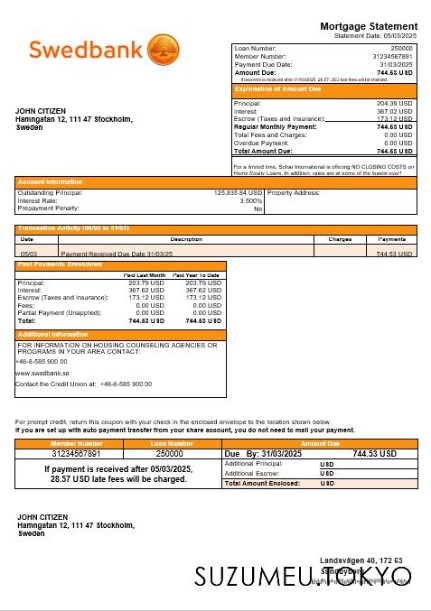 Mortgage Statement
Statement Date: 05/03/2025
Swedbank
Loan Number: 250000
Member Number: 31234567891
Payment Due Date: 31/03/2025
Amount Due: 744.53 USD
If payment is received after 31/03/2025, 28.57 USD late fees will be charged.
Explanation of Amount Due
Principal: 204.39 USD
Interest: 367.02 USD
Escrow (Taxes and Insurance): 173.12 USD
Regular Monthly Payment: 744.53 USD
Total Fees and Charges: 0.00 USD
Overdue Payment: 0.00 USD
Total Amount Due: 744.53 USD
JOHN CITIZEN
Hamngatan 12, 111 47 Stockholm,
Sweden
For a limited time, Solvar International is offering NO CLOSING COSTS on
Home Equity Loans. In addition, rates are at some of the lowest ever!
Account Information
Outstanding Principal: 125,835.84 USD
Property Address:
Interest Rate: 3.500%
Prepayment Penalty: No
Transaction Activity (05/03 to 31/03)
Date Description Charges Payments
05/03 Payment Received Due Date 31/03/25 744.53 USD
Past Payments Breakdown
Paid Last Month Paid Year To Date
Principal: 203.79 USD 203.79 USD
Interest: 367.62 USD 367.62 USD
Escrow (Taxes and Insurance): 173.12 USD 173.12 USD
Fees: 0.00 USD 0.00 USD
Partial Payment (Unapplied): 0.00 USD 0.00 USD
Total: 744.53 USD 744.53 USD
Additional Information
FOR INFORMATION ON HOUSING COUNSELING AGENCIES OR
PROGRAMS IN YOUR AREA CONTACT:
+46-8-585 900 00
www.swedbank.se
Contact the Credit Union at: +46-8-585 900 00
For prompt credit, return this coupon with your check in the enclosed envelope to the location shown below.
If you are set up with auto payment transfer from your share account, you do not need to mail your payment.
Member Number Loan Number Amount Due
31234567891 250000 Due By: 31/03/2025 744.53 USD
If payment is received after 05/03/2025,
28.57 USD late fees will be charged.
Additional Principal: USD
Additional Escrow: USD
Total Amount Enclosed: USD
JOHN CITIZEN
Hamngatan 12, 111 47 Stockholm,
Sweden
Landsvägen 40, 172 63
SUZUMEU.TOKYO